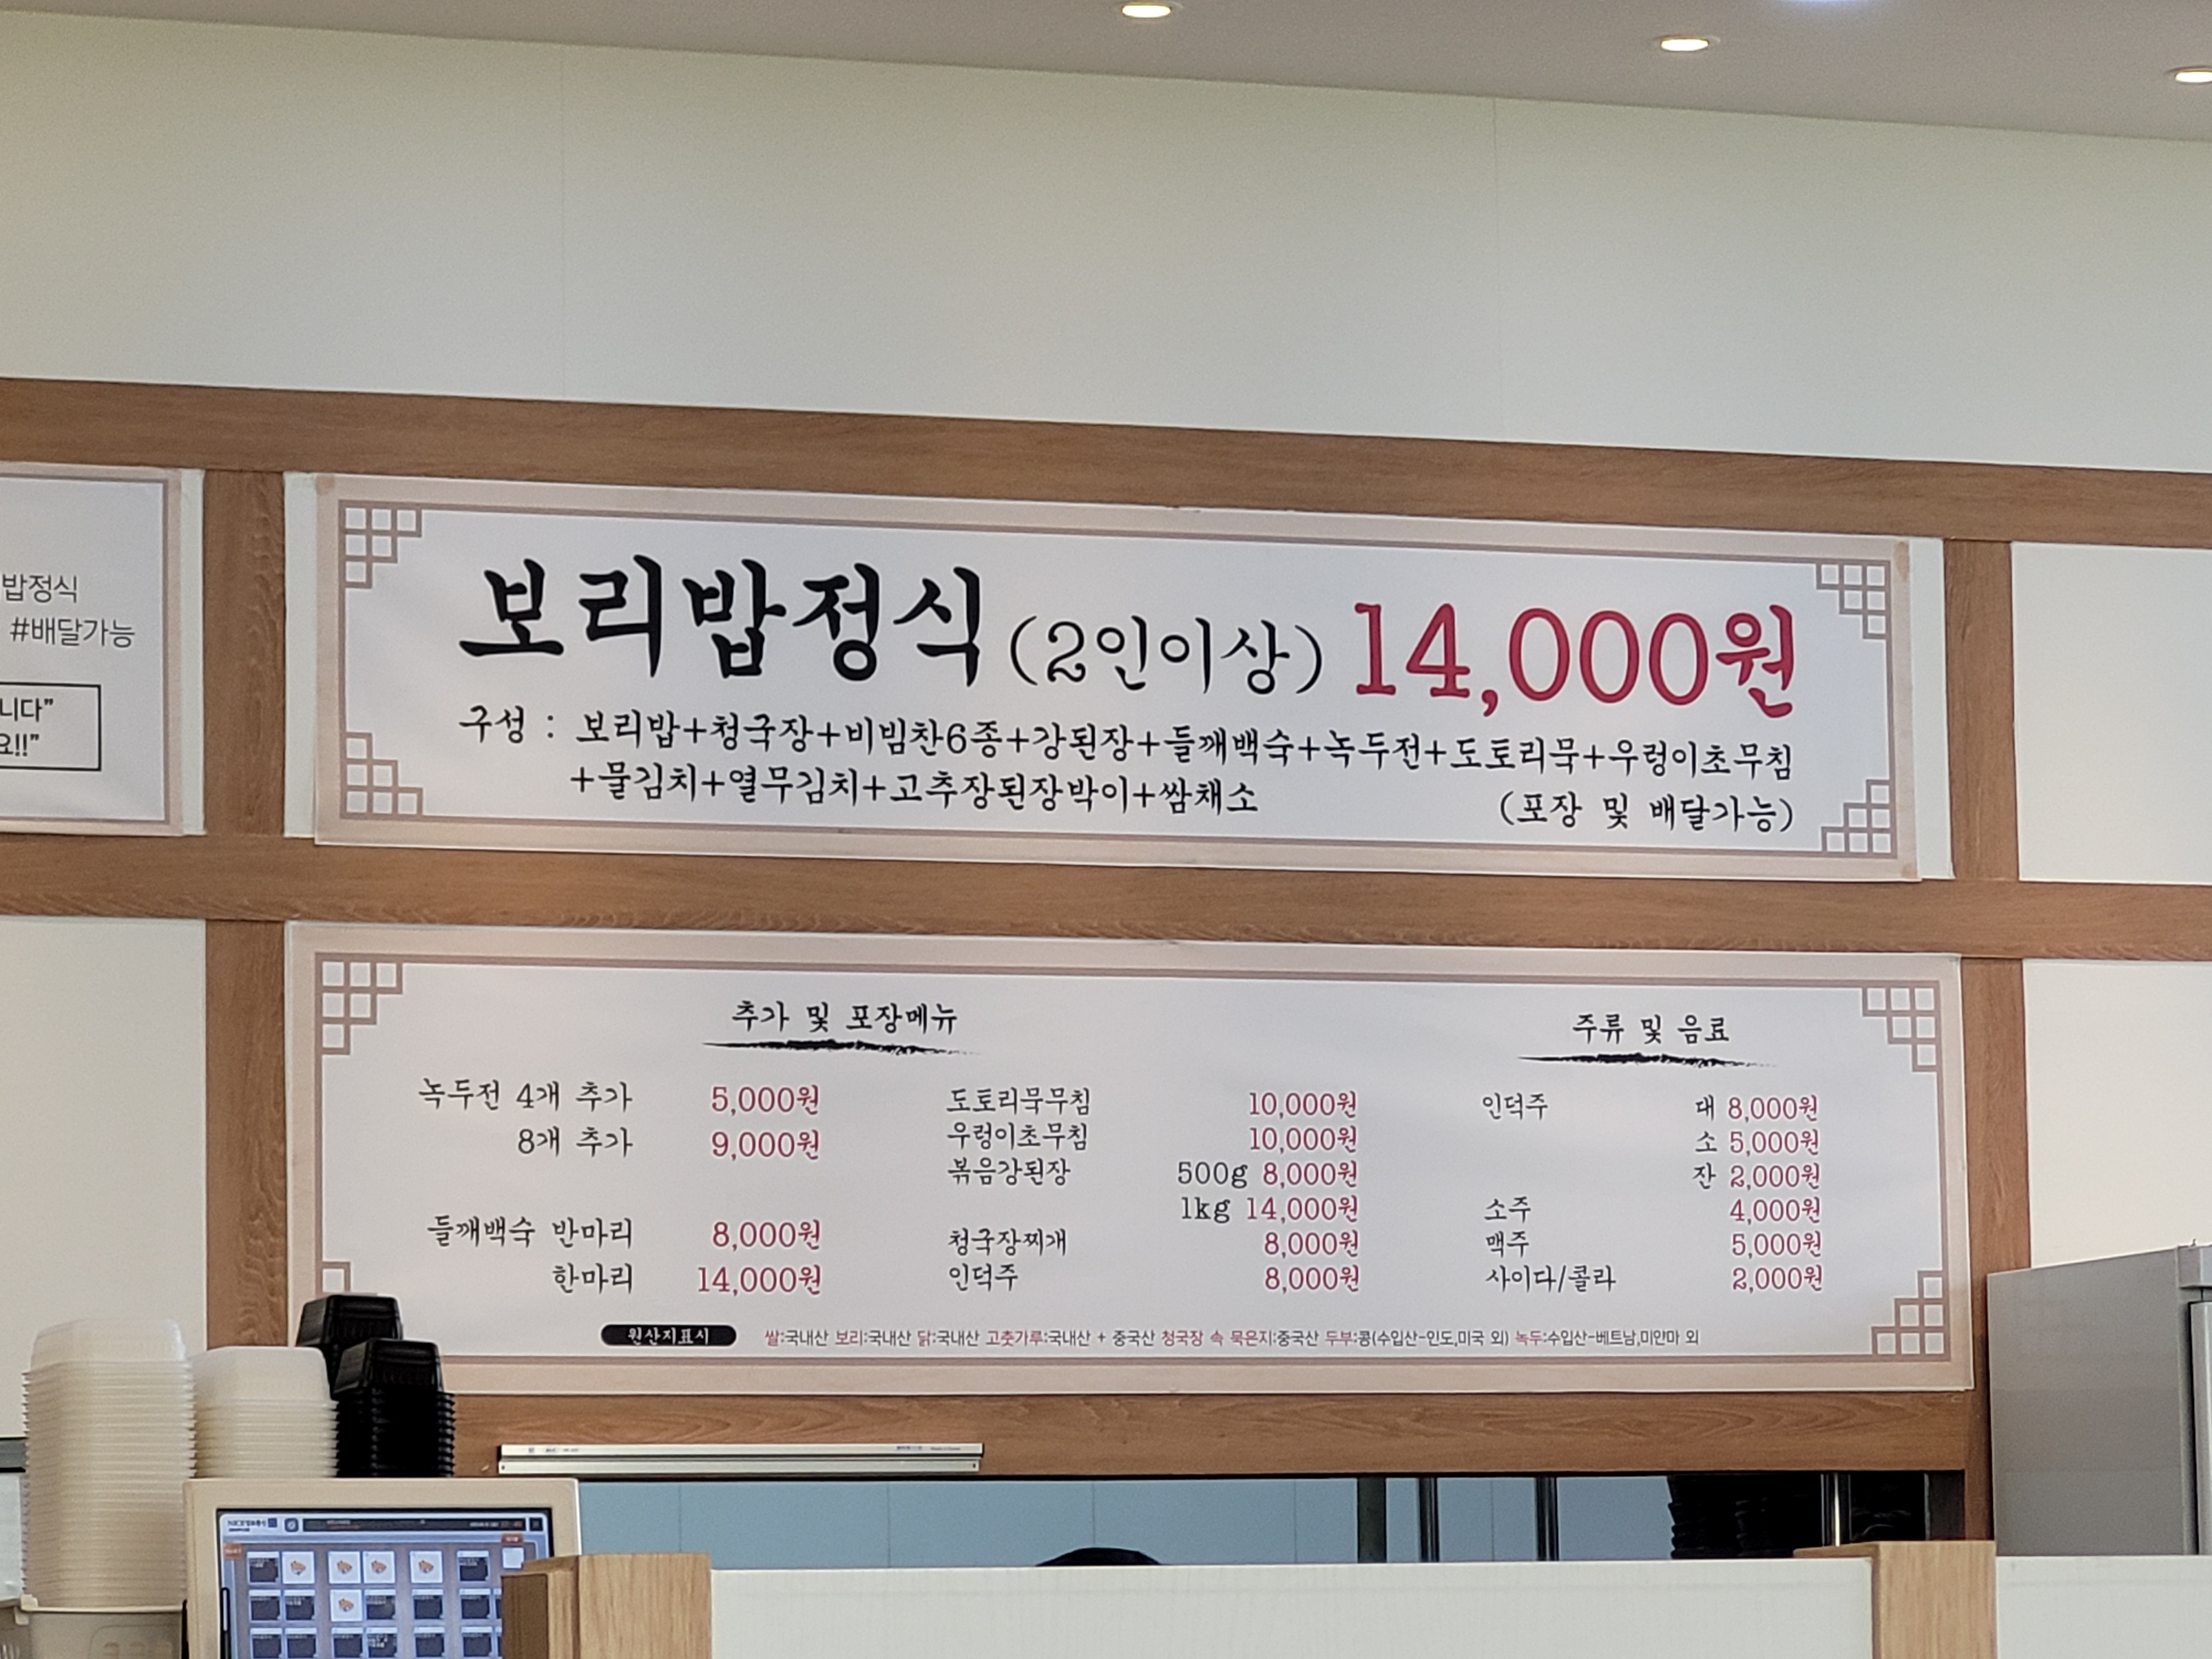 밥정식
#배달가능
니다”
요!!”
보리밥정식 (2인이상) 14,000원
구성 : 보리밥+청국장+비빔찬6종+강된장+들깨백숙+녹두전+도토리묵+우렁이초무침
+물김치+열무김치+고추장된장박이+쌈채소 (포장 및 배달가능)
추가 및 포장메뉴
녹두전 4개 추가 5,000원
8개 추가 9,000원
들깨백숙 반마리 8,000원
한마리 14,000원
도토리묵무침 10,000원
우렁이초무침 10,000원
볶음강된장 500g 8,000원
1kg 14,000원
청국장찌개 8,000원
인덕주 8,000원
주류 및 음료
인덕주 대 8,000원
소 5,000원
잔 2,000원
소주 4,000원
맥주 5,000원
사이다/콜라 2,000원
원산지표시 쌀:국내산 보리:국내산 닭:국내산 고춧가루:국내산 + 중국산 청국장 속 묵은지:중국산 두부:콩(수입산-인도,미국 외) 녹두:수입산-베트남,미얀마 외